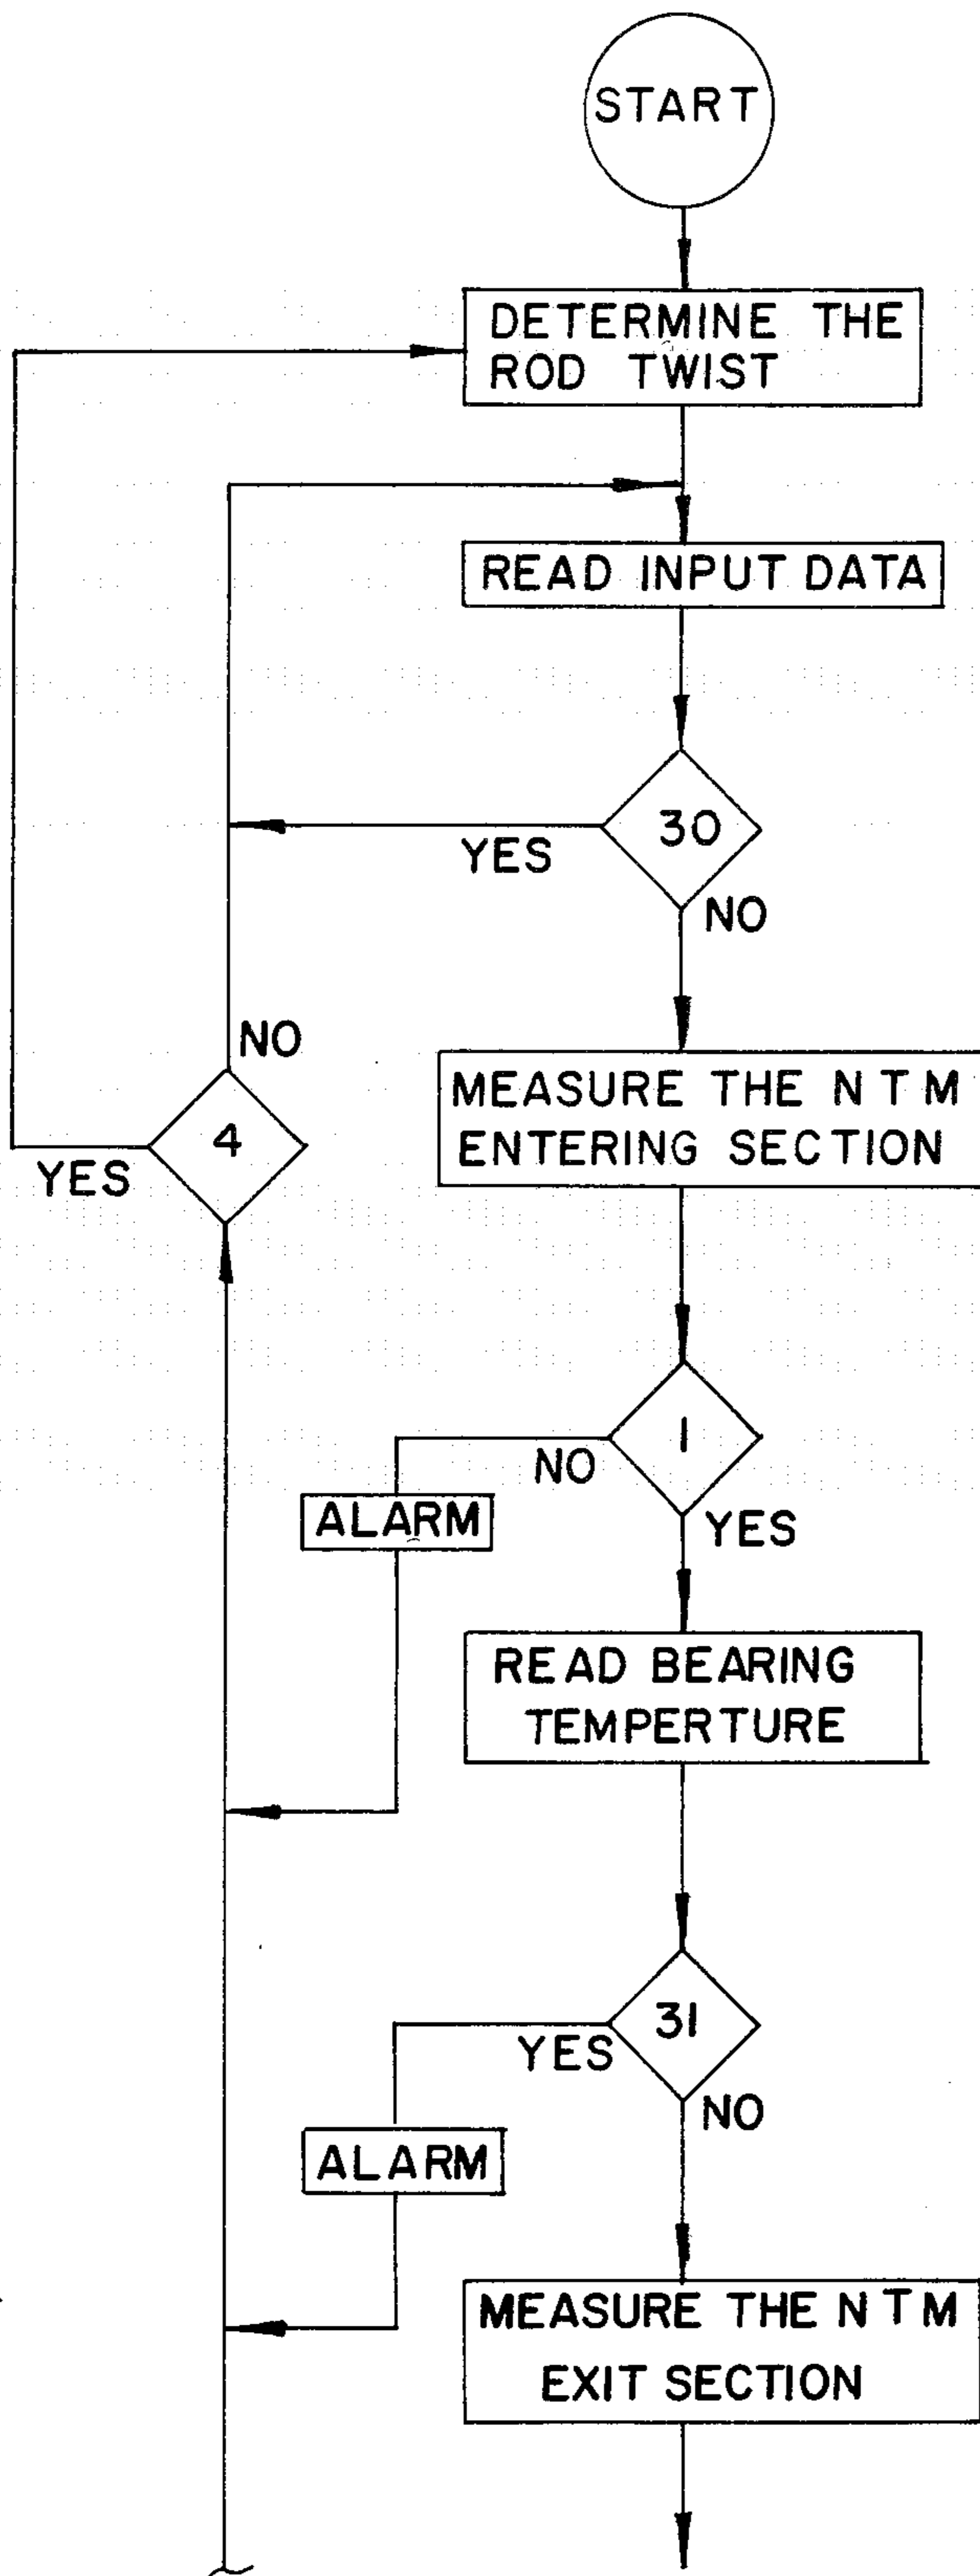 START
DETERMINE THE
ROD TWIST
READ INPUT DATA
30
YES
NO
NO
4
YES
MEASURE THE N T M
ENTERING SECTION
1
NO
YES
ALARM
READ BEARING
TEMPERTURE
31
YES
NO
ALARM
MEASURE THE N T M
EXIT SECTION